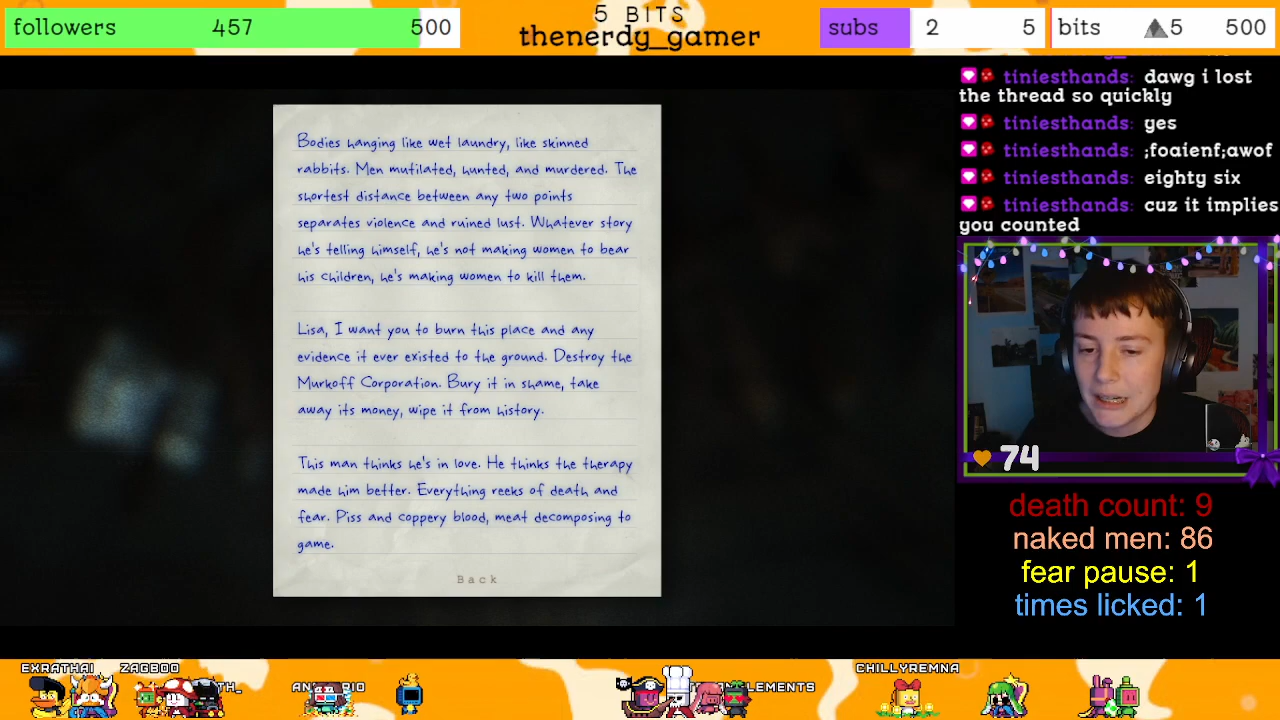 followers 457 500
5 BITS
thenerdy_gamer
subs 2 5
bits 5 500
tiniesthands: dawg i lost
the thread so quickly
tiniesthands: yes
tiniesthands: ;foaienf;awof
tiniesthands: eighty six
tiniesthands: cuz it implies
you counted
Bodies hanging like wet laundry, like skinned
rabbits. Men mutilated, hunted, and murdered. The
shortest distance between any two points
separates violence and ruined lust. Whatever story
he's telling himself, he's not making women to bear
his children, he's making women to kill them.
Lisa, I want you to burn this place and any
evidence it ever existed to the ground. Destroy the
Murkoff Corporation. Bury it in shame, take
away its money, wipe it from history.
This man thinks he's in love. He thinks the therapy
made him better. Everything reeks of death and
fear. Piss and coppery blood, meat decomposing to
game.
Back
74
death count: 9
naked men: 86
fear pause: 1
times licked: 1
EXRATHAI ZAGBOO
CHILLYREMNA